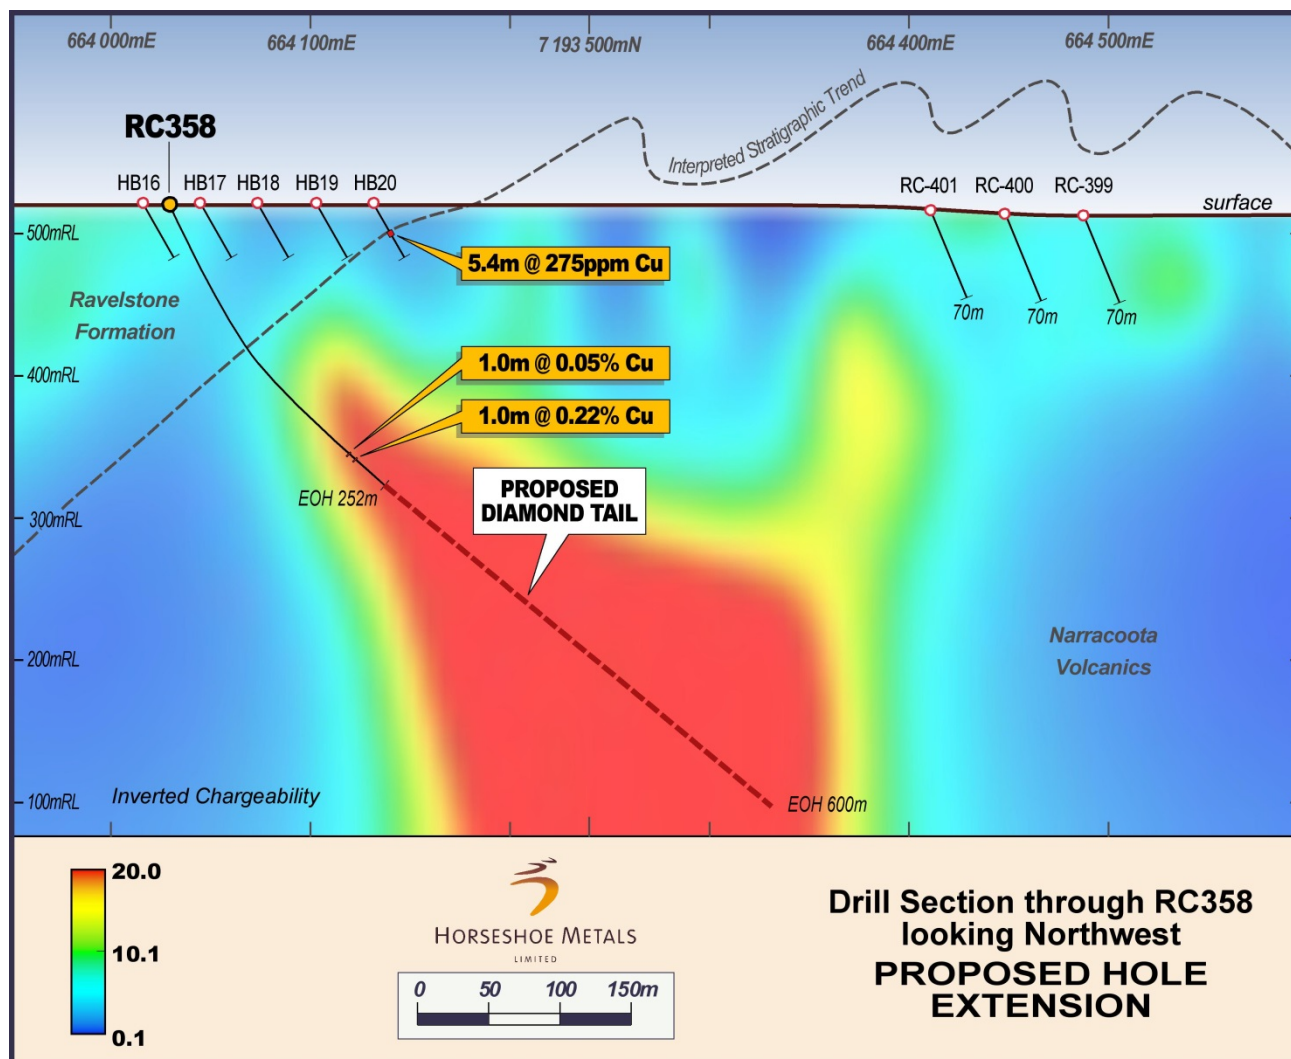 664 000mE
664 100mE
7 193 500mN
664 400mE
664 500mE
Interpreted Stratigraphic Trend
RC358
HB16
HB17
HB18
HB19
HB20
RC-401
RC-400
RC-399
surface
500mRL
5.4m @ 275ppm Cu
Ravelstone
Formation
70m
70m
70m
400mRL
1.0m @ 0.05% Cu
1.0m @ 0.22% Cu
EOH 252m
PROPOSED
DIAMOND TAIL
300mRL
Narracoota
Volcanics
200mRL
100mRL
Inverted Chargeability
EOH 600m
20.0
10.1
0.1
HORSESHOE METALS
LIMITED
0 50 100 150m
Drill Section through RC358
looking Northwest
PROPOSED HOLE
EXTENSION